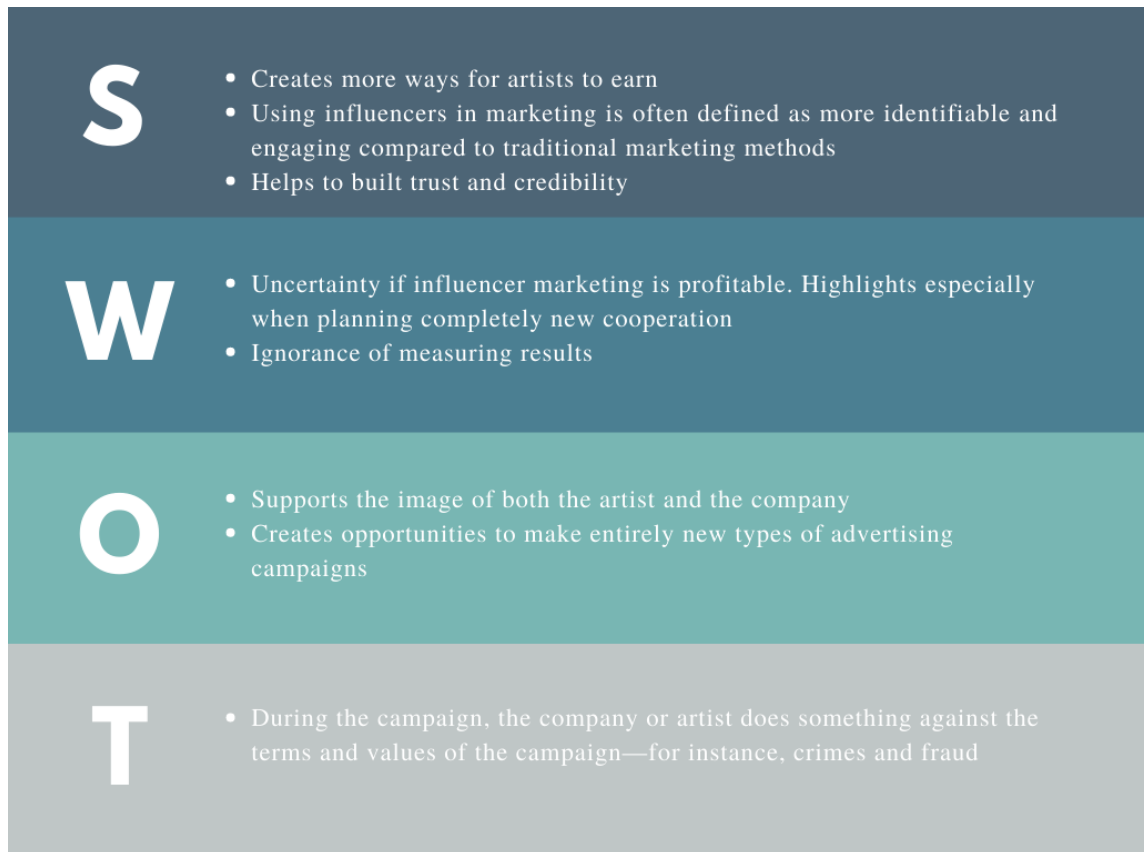 S
• Creates more ways for artists to earn
• Using influencers in marketing is often defined as more identifiable and
engaging compared to traditional marketing methods
• Helps to built trust and credibility
W
• Uncertainty if influencer marketing is profitable. Highlights especially
when planning completely new cooperation
• Ignorance of measuring results
O
• Supports the image of both the artist and the company
• Creates opportunities to make entirely new types of advertising
campaigns
T
• During the campaign, the company or artist does something against the
terms and values of the campaign—for instance, crimes and fraud